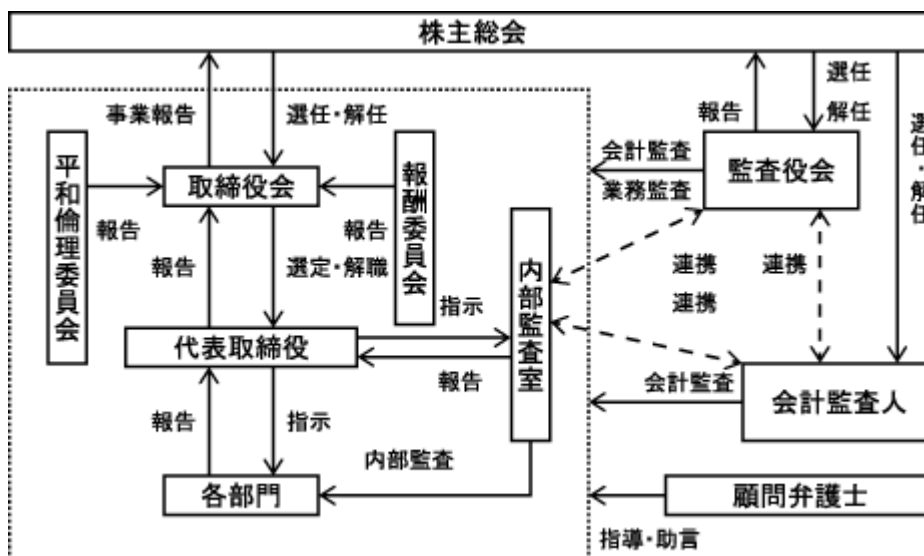 株主総会
事業報告
選任・解任
報告
選任
解任
選任・解任
平和倫理委員会
報告
取締役会
報酬委員会
報告
会計監査
業務監査
監査役会
報告
選定・解職
内部監査室
連携
連携
連携
指示
代表取締役
報告
会計監査
会計監査人
報告
指示
内部監査
各部門
顧問弁護士
指導・助言